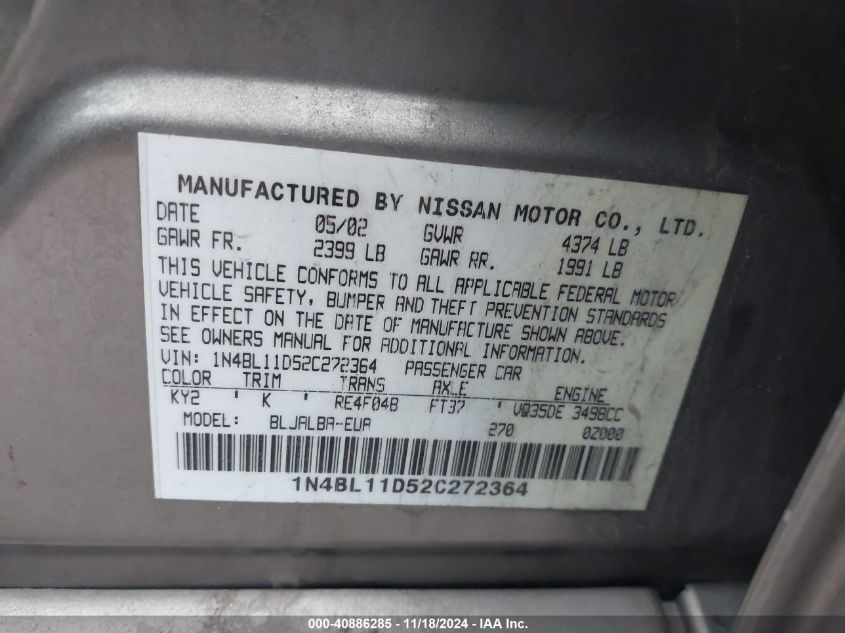 MANUFACTURED BY NISSAN MOTOR CO., LTD.
DATE 05/02 GVWR 4374 LB
GAWR FR. 2399 LB GAWR RR. 1991 LB
THIS VEHICLE CONFORMS TO ALL APPLICABLE FEDERAL MOTOR
VEHICLE SAFETY, BUMPER AND THEFT PREVENTION STANDARDS
IN EFFECT ON THE DATE OF MANUFACTURE SHOWN ABOVE.
SEE OWNERS MANUAL FOR ADDITIONAL INFORMATION.
VIN: 1N4BL11D52C272364 PASSENGER CAR
COLOR TRIM TRANS AXLE ENGINE
KY2 ' K ' RE4F04B FT37 ' VQ35DE 3498CC
MODEL: BLJALBA-EUA 270 0Z000
1N4BL11D52C272364
000-40886285 - 11/18/2024 - IAA Inc.